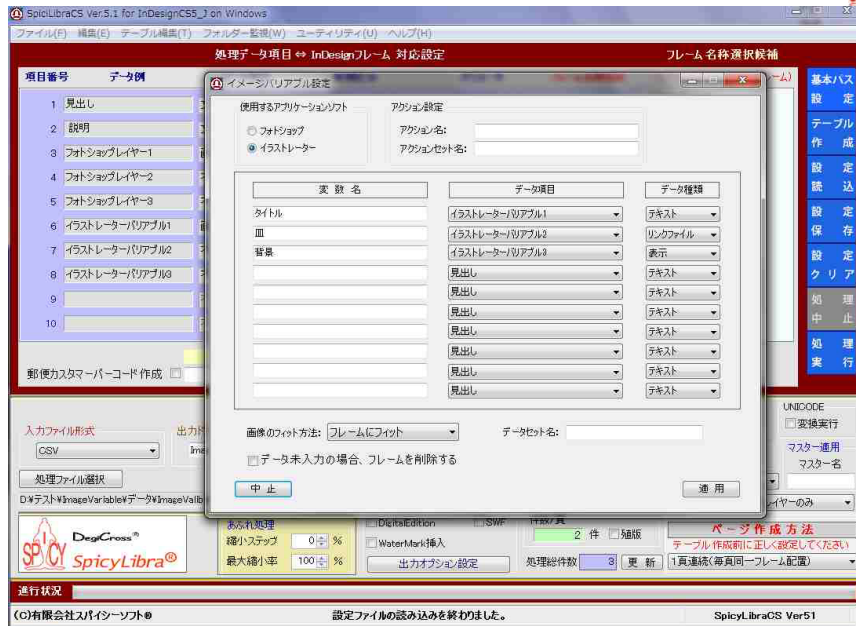 SpiciLibraCS Ver.5.1 for InDesignCS5_J on Windows
ファイル(F) 編集(E) テーブル編集(T) フォルダー監視(W) ユーティリティ(U) ヘルプ(H)
処理データ項目 ⇔ InDesignフレーム 対応設定
フレーム名称選択候補
項目番号 データ例
1 見出し
2 説明
3 フォトショップレイヤー1
4 フォトショップレイヤー2
5 フォトショップレイヤー3
6 イラストレーターバリアブル1
7 イラストレーターバリアブル2
8 イラストレーターバリアブル3
9
10
郵便カスタマーバーコード作成
イメージバリアブル設定
使用するアプリケーションソフト
フォトショップ
イラストレーター
アクション設定
アクション名:
アクションセット名:
変数名 データ項目 データ種類
タイトル イラストレーターバリアブル1 テキスト
皿 イラストレーターバリアブル2 リンクファイル
背景 イラストレーターバリアブル3 表示
見出し テキスト
見出し テキスト
見出し テキスト
見出し テキスト
見出し テキスト
見出し テキスト
見出し テキスト
画像のフィット方法: フレームにフィット
データセット名:
データ未入力の場合、フレームを削除する
中止
適用
基本パス
設定
テーブル
作成
設定
読込
設定
保存
設定
クリア
処理
中止
処理
実行
入力ファイル形式
CSV
処理ファイル選択
D:¥テスト¥ImageVariable¥データ¥ImageValib
UNICODE
変換実行
マスター適用
マスター名
レイヤーのみ
DegiCross
SPiCY
SpicyLibra®
あふれ処理
縮小ステップ 0 %
最大縮小率 100 %
DigitalEdition
SWF
WaterMark挿入
出力オプション設定
件数/頁
2 件
処理総件数 3 更新
ページ作成方法
テーブル作成前に正しく設定してください
1頁連続(毎頁同一フレーム配置)
進行状況
(C)有限会社スパイシーソフト®
設定ファイルの読み込みを終わりました。
SpicyLibraCS Ver51